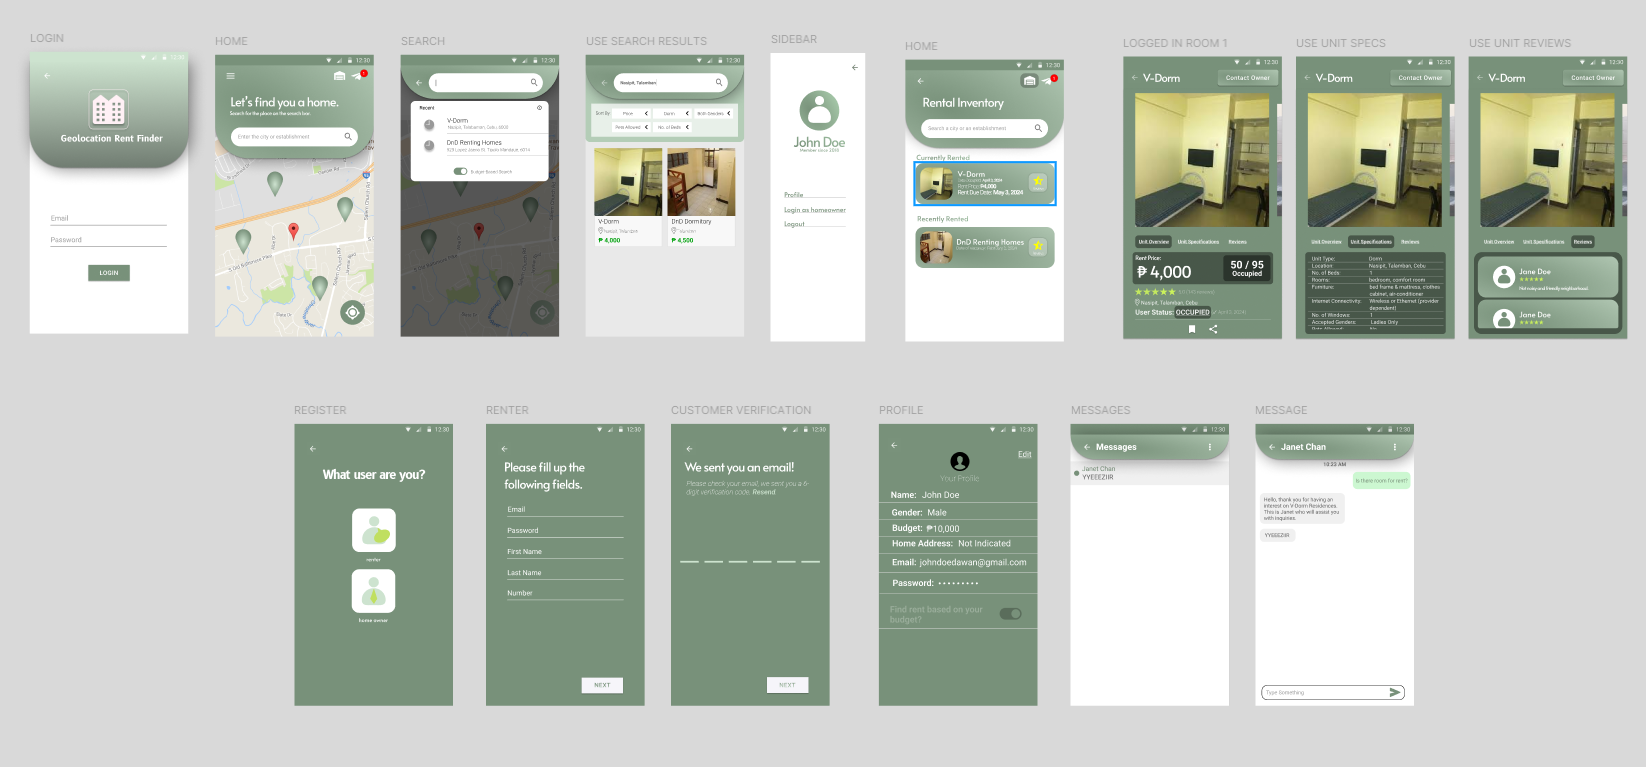 LOGIN
12:30
Geolocation Rent Finder
Email
Password
LOGIN
HOME
12:30
1
Let's find you a home.
Search for the place on the search bar.
Enter the city or establishment
SEARCH
12:30
Recent
V-Dorm
Nasipit, Talamban, Cebu, 6000
DnD Renting Homes
Budget-Based Search
USE SEARCH RESULTS
12:30
Nasipit, Talamban
Sort By
Price
Dorm
Both Genders
Pets Allowed
No. of Beds
V-Dorm
₱ 4,000
DnD Dormitory
₱ 4,500
SIDEBAR
John Doe
Member since 2019
Profile
Login as homeowner
Logout
HOME
12:30
1
Rental Inventory
Search a city or an establishment
Currently Rented
V-Dorm
Rent Price: ₱4,000
Rent Due Date: May 3, 2024
Recently Rented
DnD Renting Homes
LOGGED IN ROOM 1
12:30
V-Dorm
Contact Owner
Unit Overview
Unit Specifications
Reviews
Rent Price:
₱ 4,000
50 / 95
Occupied
Nasipit, Talamban, Cebu
User Status: OCCUPIED
USE UNIT SPECS
12:30
V-Dorm
Contact Owner
Unit Overview
Unit Specifications
Reviews
Unit Type: Dorm
Location: Nasipit, Talamban, Cebu
No. of Beds: 1
Rooms: bedroom, comfort room
Furniture: bed frame & mattress, clothes
cabinet, air-conditioner
Internet Connectivity: Wireless or Ethernet (provider
dependent)
No. of Windows: 1
Accepted Genders: Ladies Only
USE UNIT REVIEWS
12:30
V-Dorm
Contact Owner
Unit Overview
Unit Specifications
Reviews
Jane Doe
Not noisy and friendly neighborhood.
Jane Doe
REGISTER
12:30
What user are you?
renter
home owner
RENTER
12:30
Please fill up the
following fields.
Email
Password
First Name
Last Name
Number
NEXT
CUSTOMER VERIFICATION
12:30
We sent you an email!
Please check your email, we sent you a 6-
digit verification code. Resend.
NEXT
PROFILE
12:30
Edit
Your Profile
Name: John Doe
Gender: Male
Budget: ₱10,000
Home Address: Not Indicated
Email: johndoedawan@gmail.com
Password: •••••••••
Find rent based on your
budget?
MESSAGES
12:30
Messages
Janet Chan
YYEEEZIIR
MESSAGE
12:30
Janet Chan
10:23 AM
Is there room for rent?
Hello, thank you for having an
interest on V-Dorm Residences.
This is Janet who will assist you
with inquiries.
YYEEEZIIR
Type Something